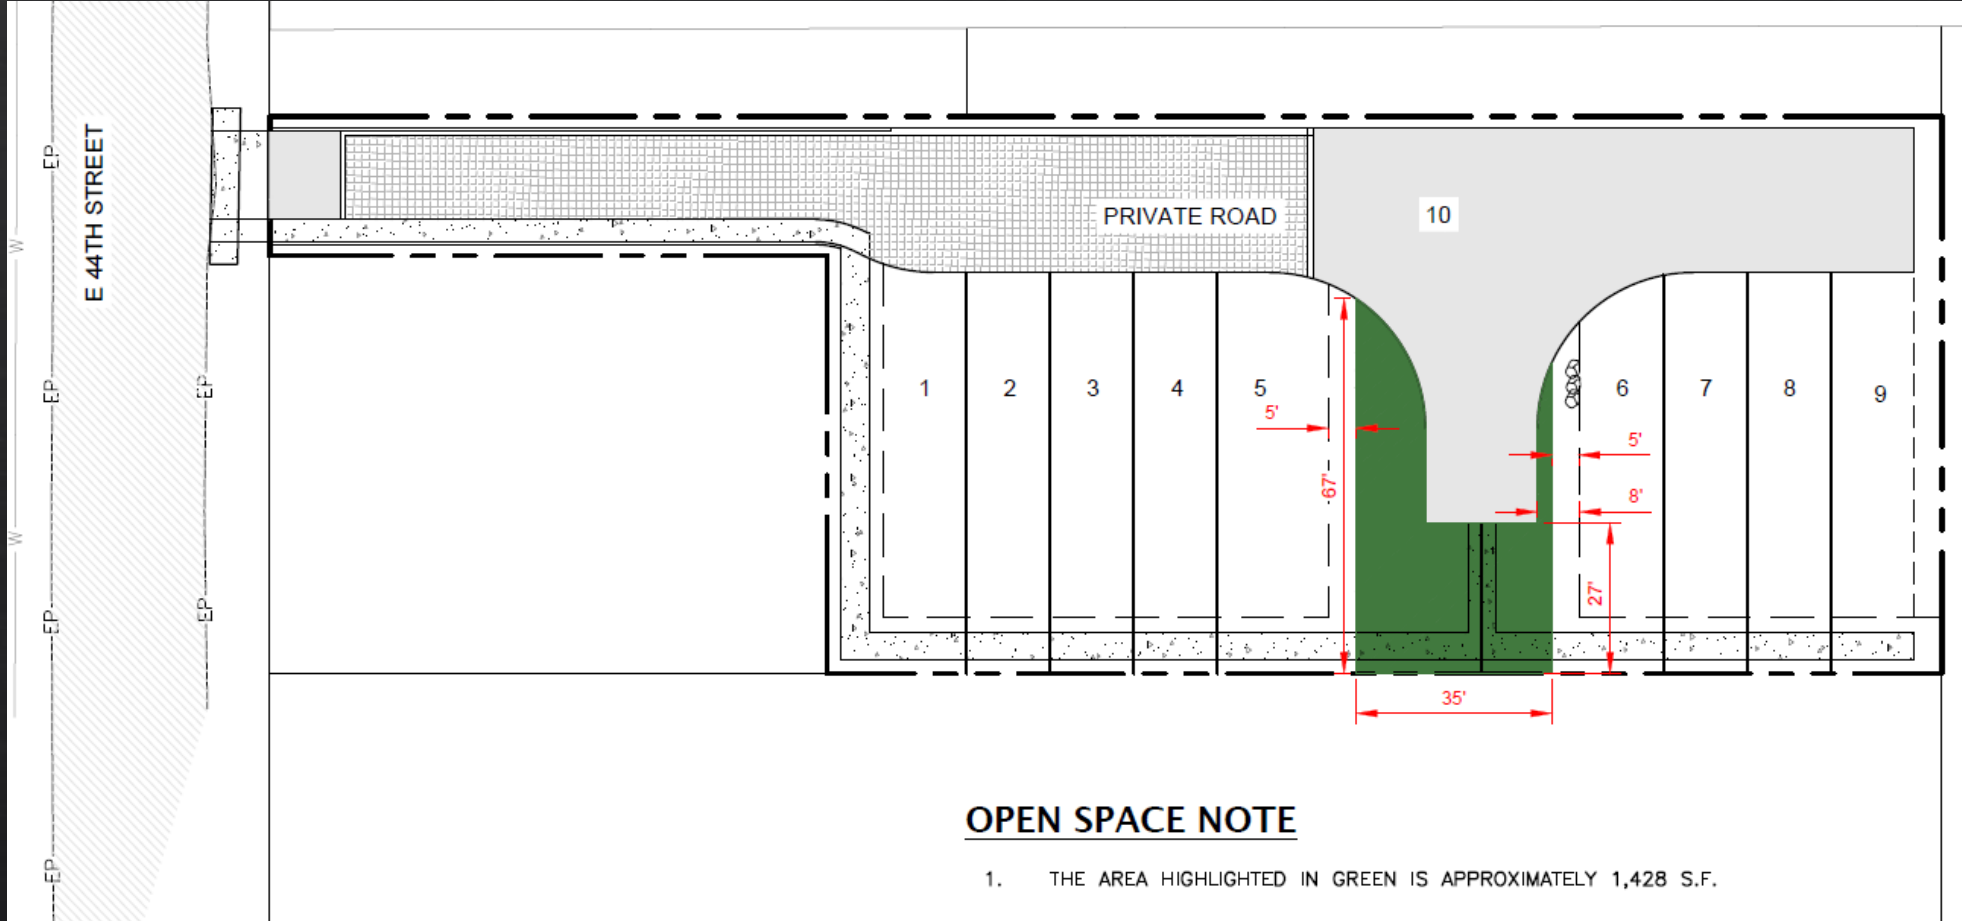 E 44TH STREET
EP
EP
EP
EP
EP
EP
W
W
PRIVATE ROAD
10
1
2
3
4
5
6
7
8
9
5'
67'
5'
8'
27'
35'
OPEN SPACE NOTE
1. THE AREA HIGHLIGHTED IN GREEN IS APPROXIMATELY 1,428 S.F.